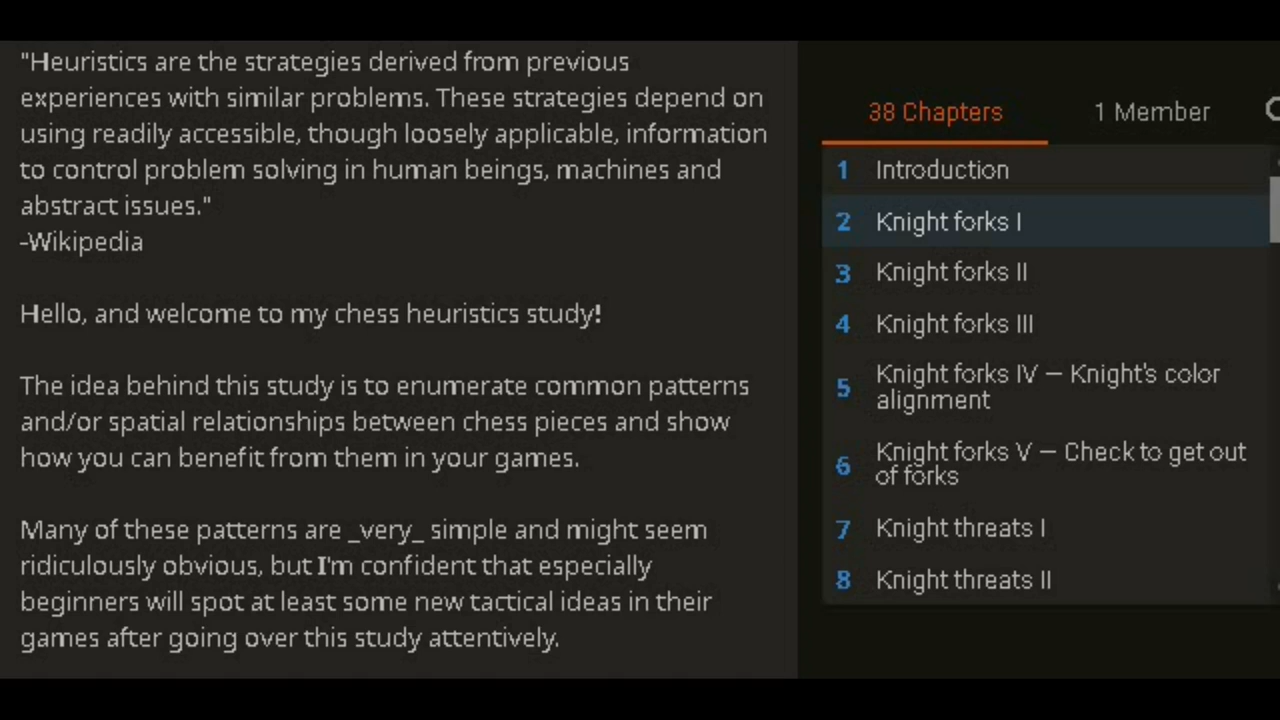 "Heuristics are the strategies derived from previous
experiences with similar problems. These strategies depend on
using readily accessible, though loosely applicable, information
to control problem solving in human beings, machines and
abstract issues."
-Wikipedia
Hello, and welcome to my chess heuristics study!
The idea behind this study is to enumerate common patterns
and/or spatial relationships between chess pieces and show
how you can benefit from them in your games.
Many of these patterns are _very_ simple and might seem
ridiculously obvious, but I'm confident that especially
beginners will spot at least some new tactical ideas in their
games after going over this study attentively.
38 Chapters
1 Member
1 Introduction
2 Knight forks I
3 Knight forks II
4 Knight forks III
5 Knight forks IV – Knight's color
alignment
6 Knight forks V – Check to get out
of forks
7 Knight threats I
8 Knight threats II